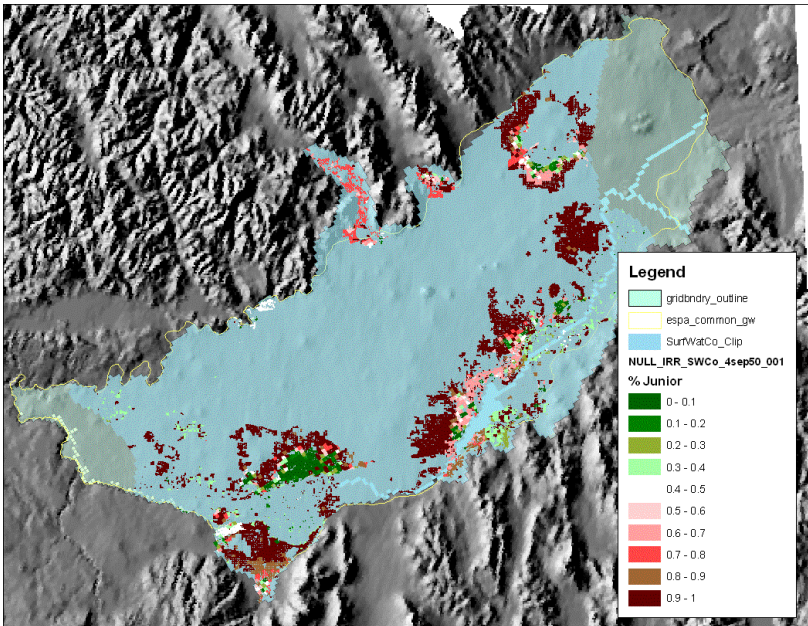 Legend
gridbndry_outline
espa_common_gw
SurfWatCo_Clip
NULL_IRR_SWCo_4sep50_001
% Junior
0 - 0.1
0.1 - 0.2
0.2 - 0.3
0.3 - 0.4
0.4 - 0.5
0.5 - 0.6
0.6 - 0.7
0.7 - 0.8
0.8 - 0.9
0.9 - 1